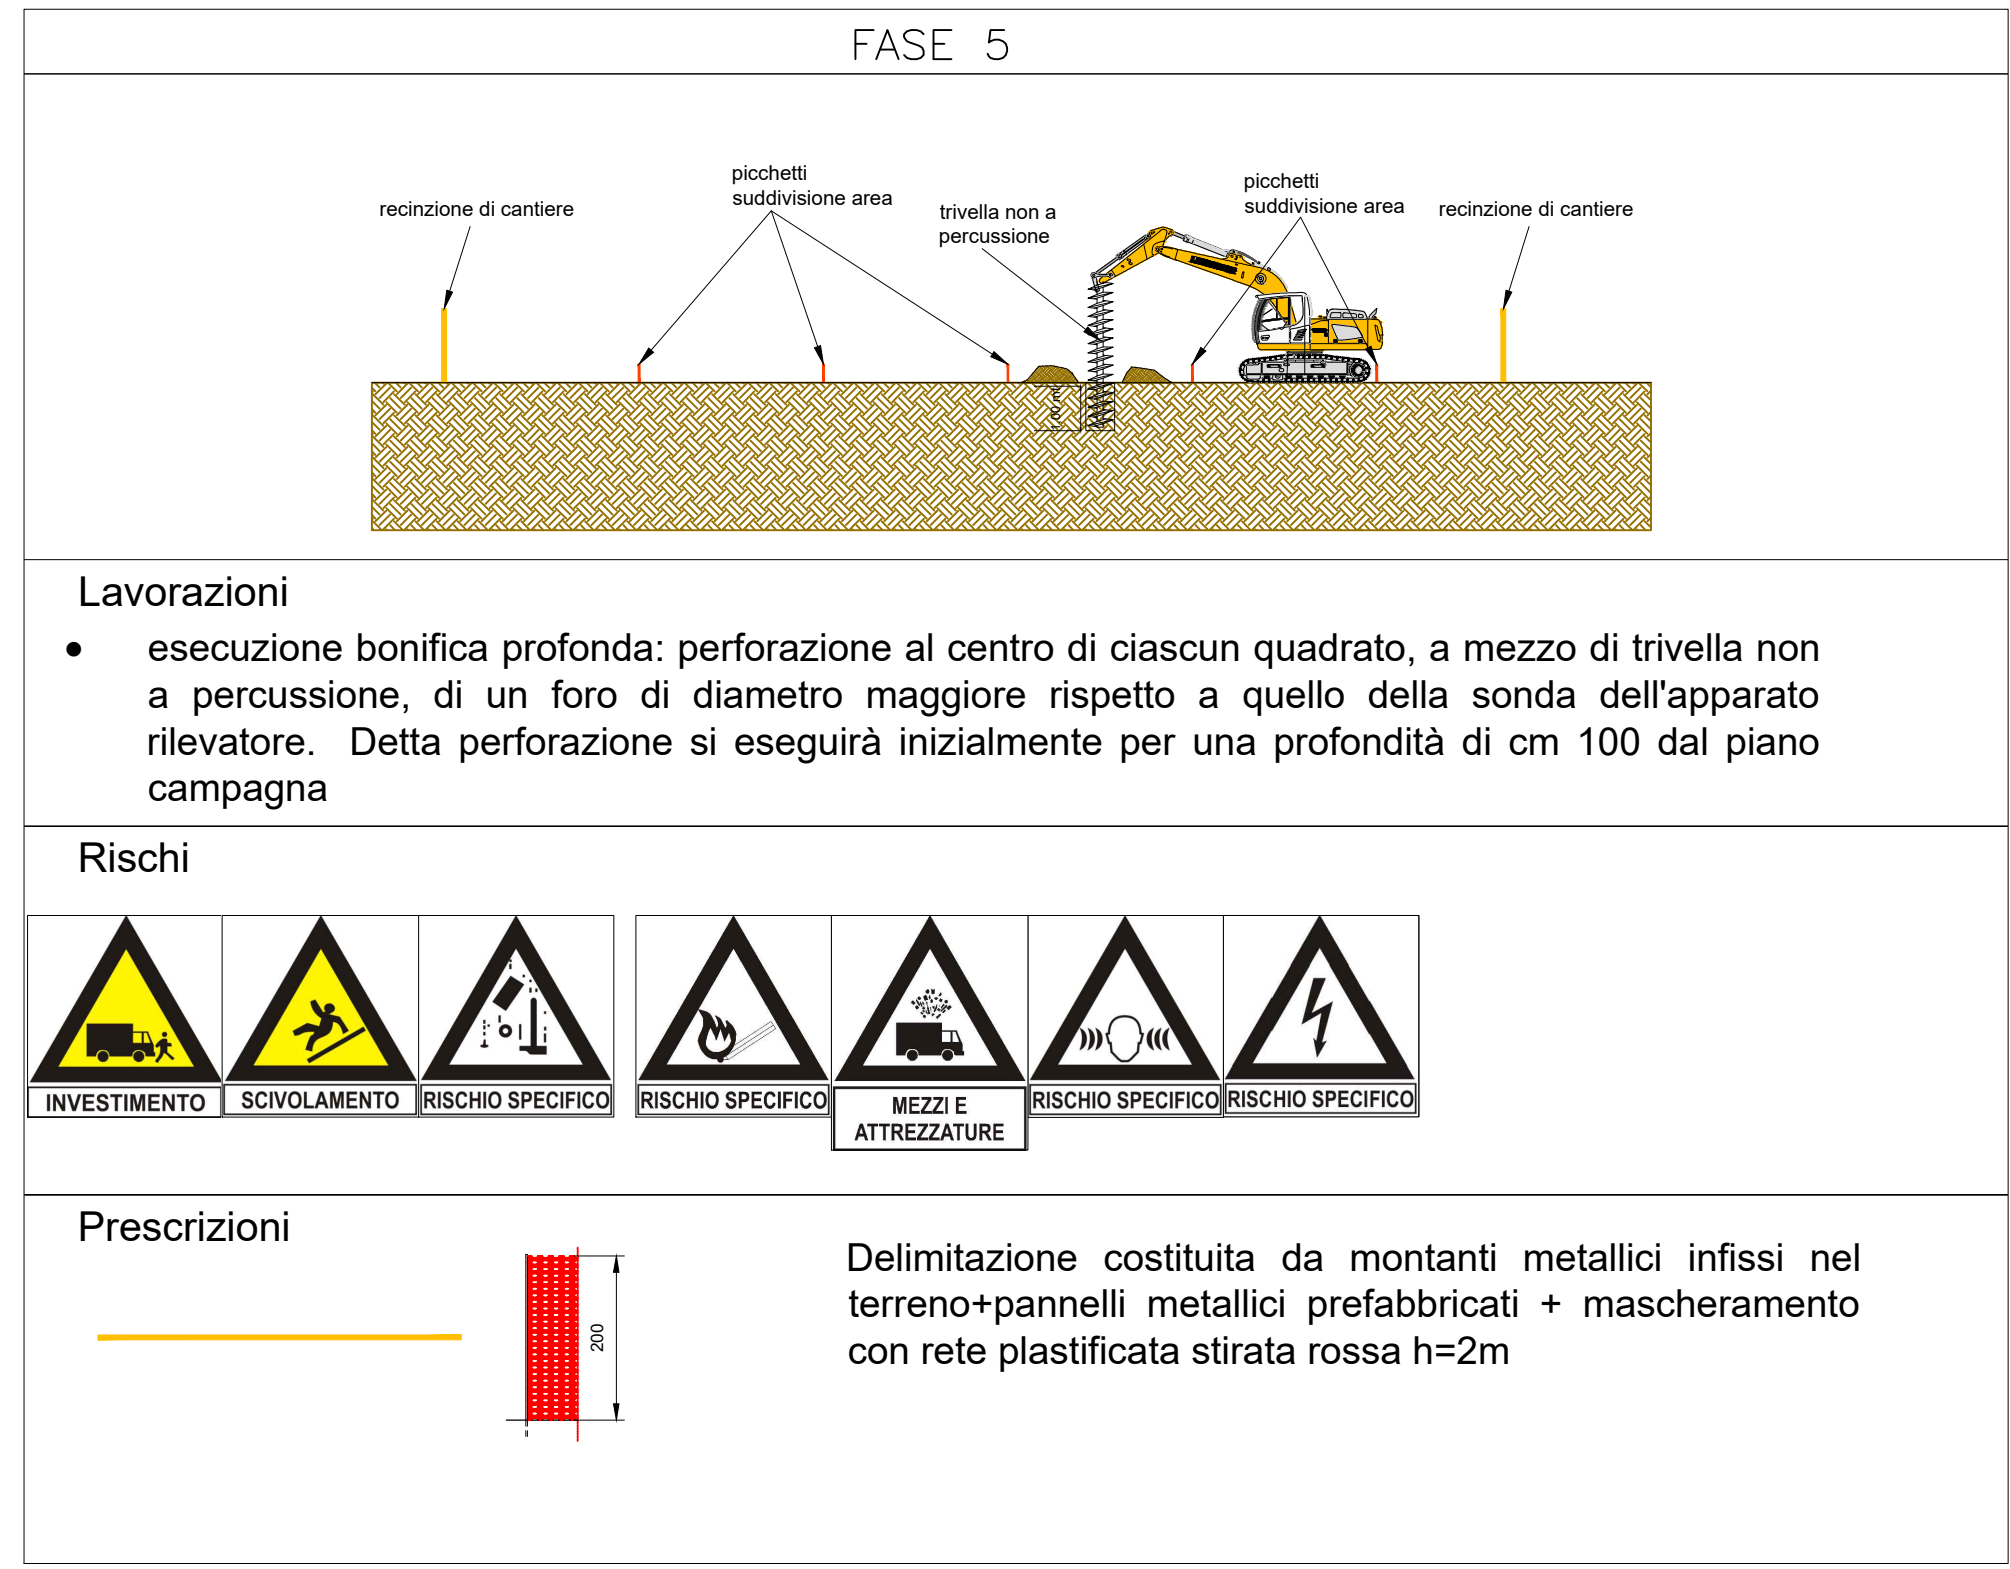 FASE 5
picchetti
suddivisione area
picchetti
suddivisione area
recinzione di cantiere
trivella non a
percussione
recinzione di cantiere
1.00 mt
Lavorazioni
• esecuzione bonifica profonda: perforazione al centro di ciascun quadrato, a mezzo di trivella non
a percussione, di un foro di diametro maggiore rispetto a quello della sonda dell'apparato
rilevatore. Detta perforazione si eseguirà inizialmente per una profondità di cm 100 dal piano
campagna
Rischi
INVESTIMENTO
SCIVOLAMENTO
RISCHIO SPECIFICO
RISCHIO SPECIFICO
MEZZI E
ATTREZZATURE
RISCHIO SPECIFICO
RISCHIO SPECIFICO
Prescrizioni
200
Delimitazione costituita da montanti metallici infissi nel
terreno+pannelli metallici prefabbricati + mascheramento
con rete plastificata stirata rossa h=2m